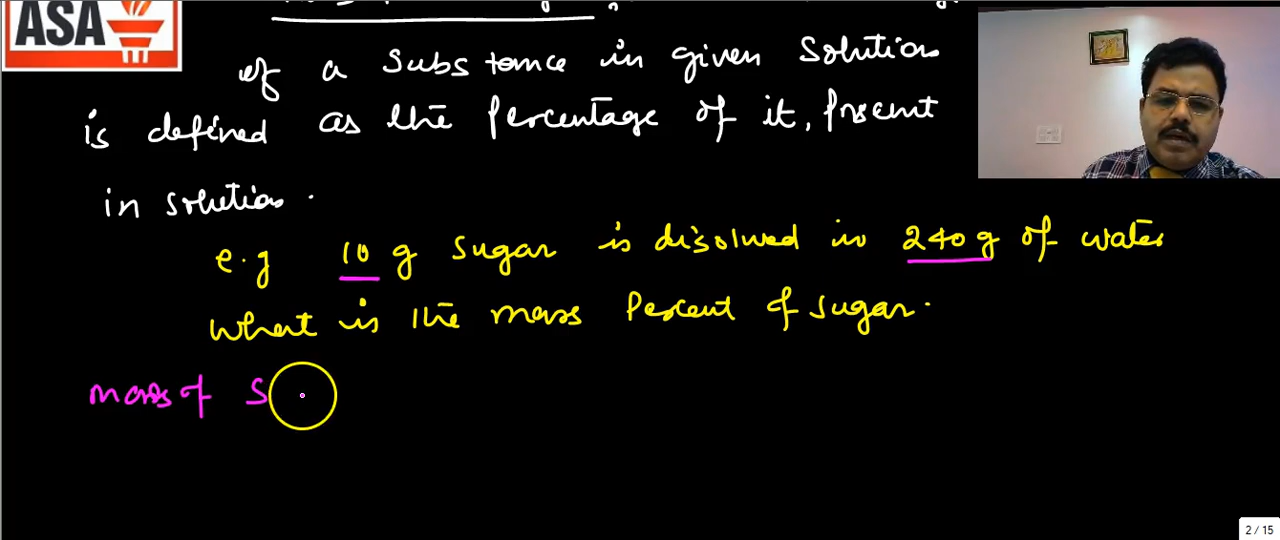 ASA
of a substance in given solution
is defined as the percentage of it, present
in solution.
e.g 10 g sugar is disolved in 240 g of water
what is the mass percent of sugar.
mass of s
2 / 15